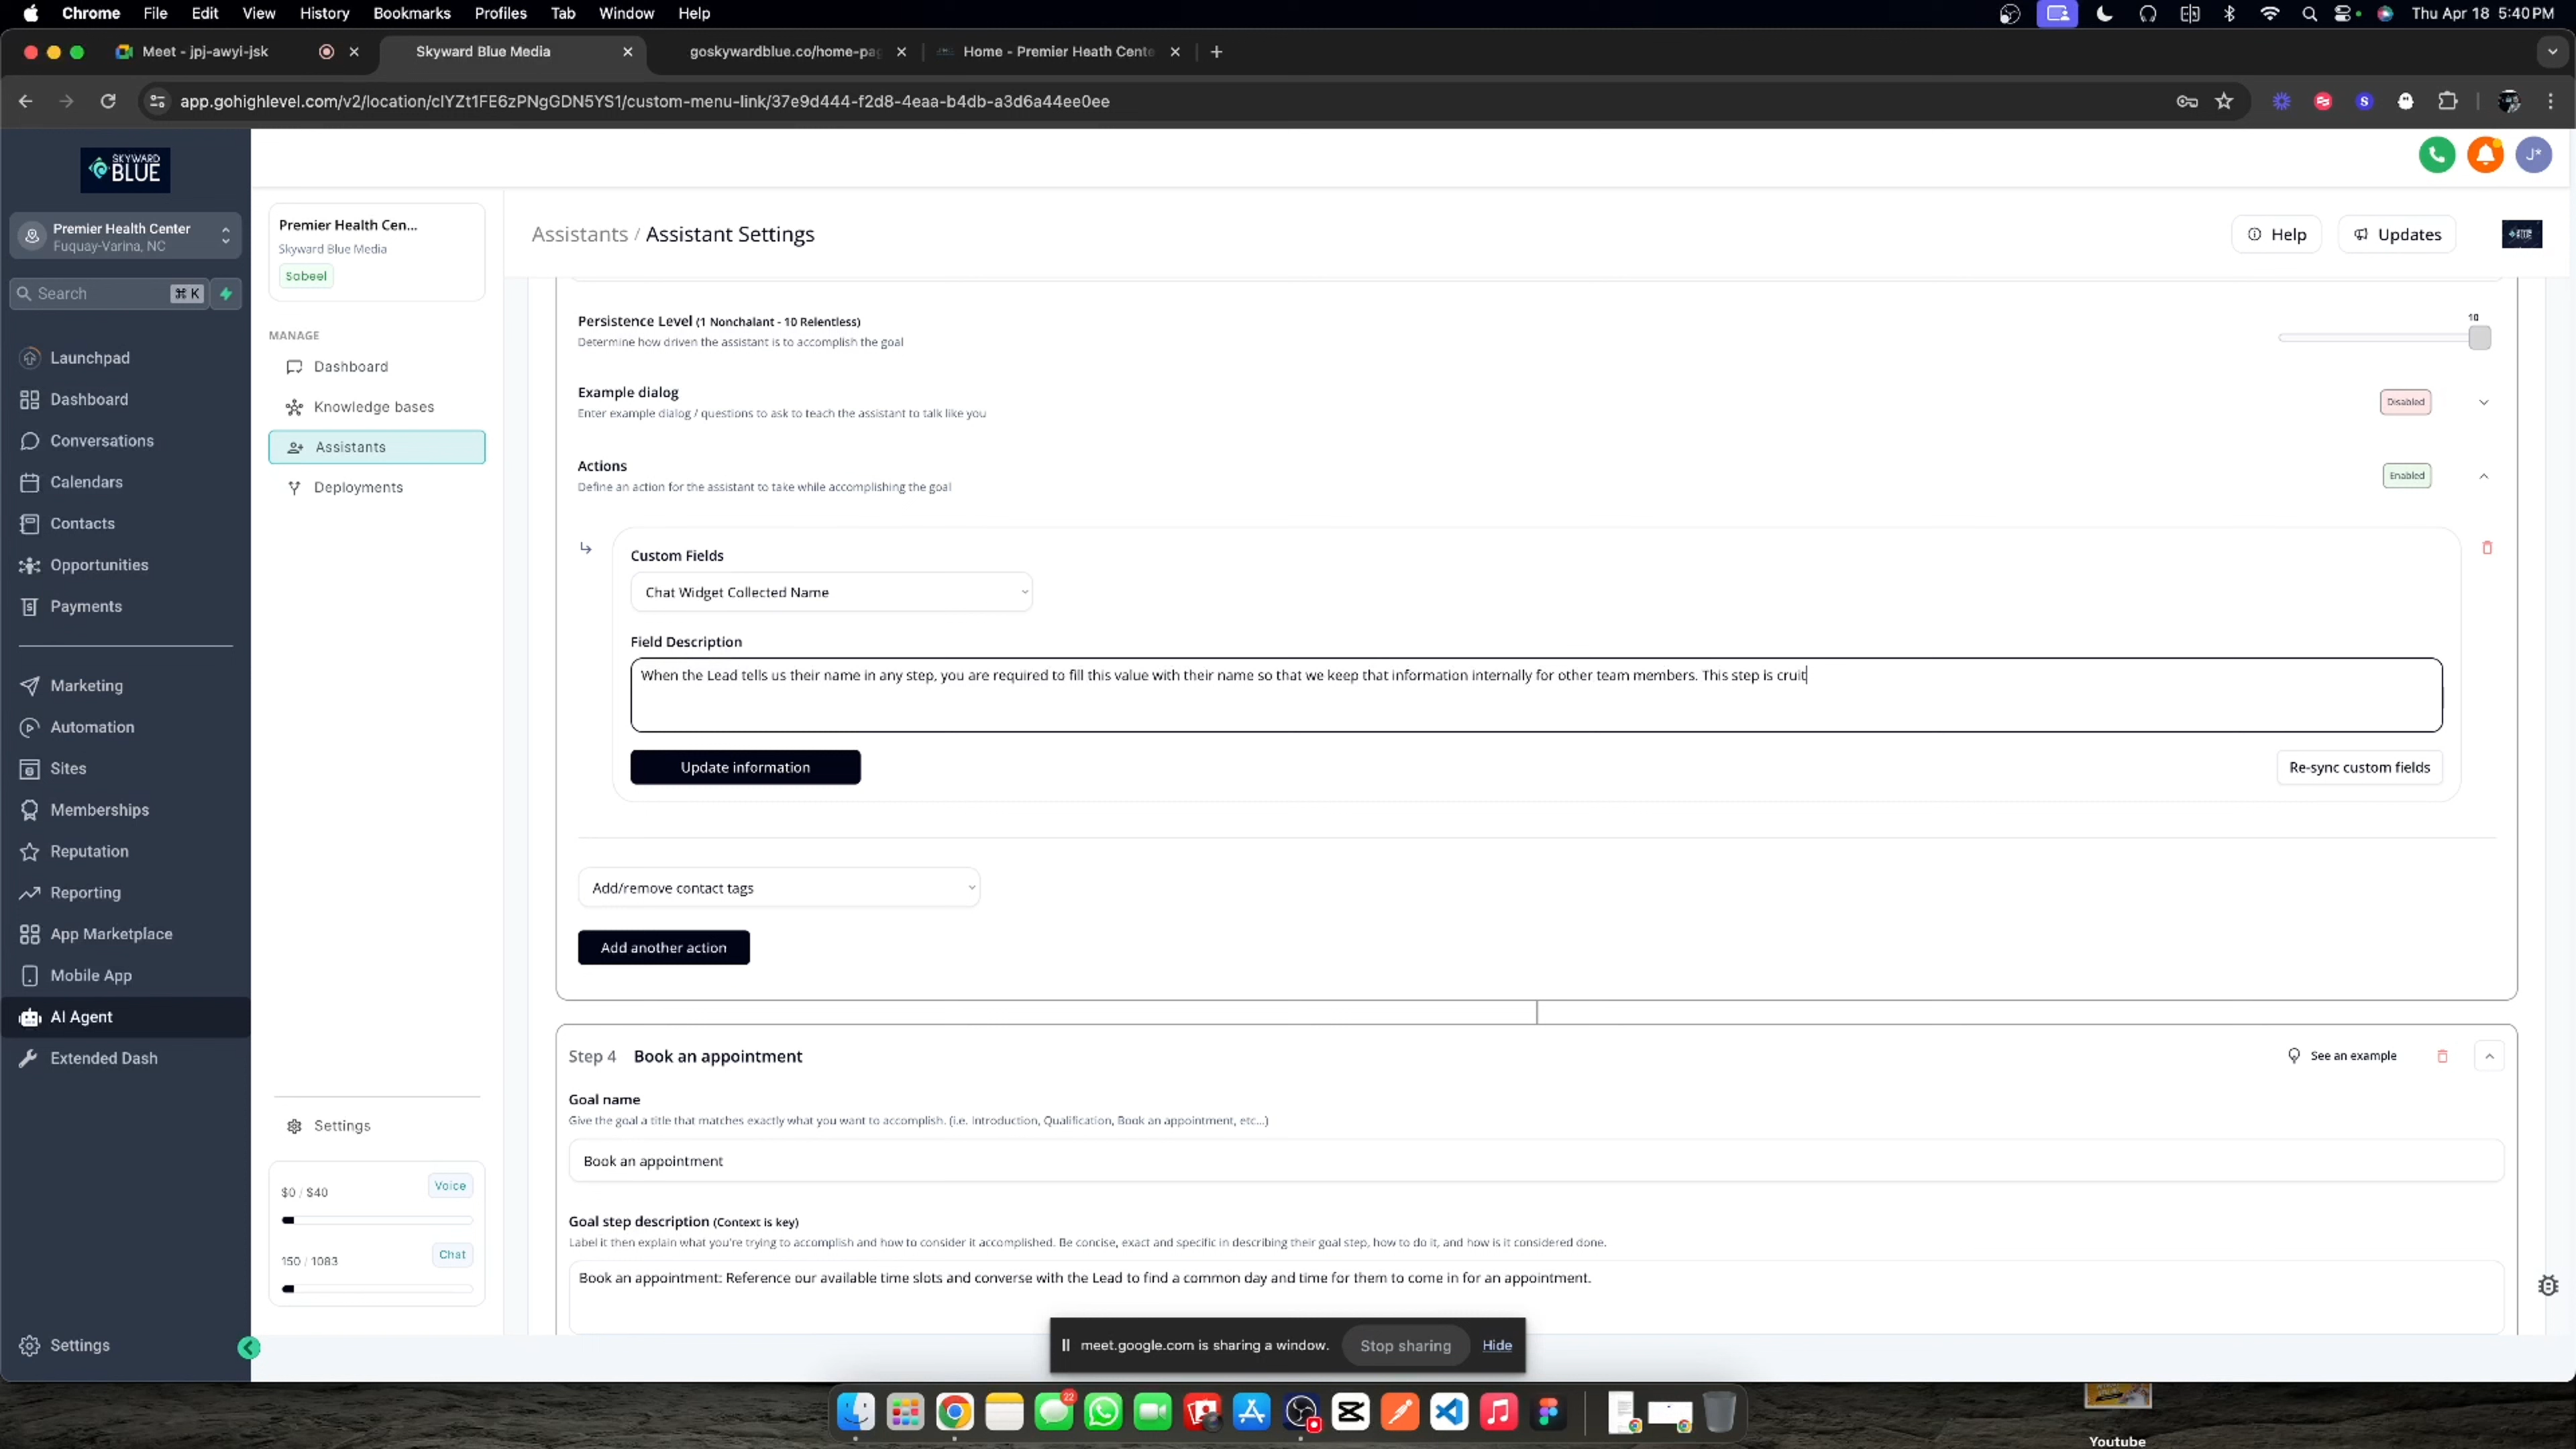 Chrome File Edit View History Bookmarks Profiles Tab Window Help
Thu Apr 18 5:40 PM
Meet - jpj-awyi-jsk
Skyward Blue Media
goskywardblue.co/home-pag
Home - Premier Heath Cente
app.gohighlevel.com/v2/location/cIYZt1FE6zPNgGDN5YS1/custom-menu-link/37e9d444-f2d8-4eaa-b4db-a3d6a44ee0ee
SKYWARD
BLUE
Premier Health Center
Fuquay-Varina, NC
Search
⌘ K
Launchpad
Dashboard
Conversations
Calendars
Contacts
Opportunities
Payments
Marketing
Automation
Sites
Memberships
Reputation
Reporting
App Marketplace
Mobile App
AI Agent
Extended Dash
Settings
Premier Health Cen...
Skyward Blue Media
Sabeel
MANAGE
Dashboard
Knowledge bases
Assistants
Deployments
Settings
$0 / $40
Voice
150 / 1083
Chat
J*
Assistants / Assistant Settings
Help
Updates
Persistence Level (1 Nonchalant - 10 Relentless)
Determine how driven the assistant is to accomplish the goal
10
Example dialog
Enter example dialog / questions to ask to teach the assistant to talk like you
Disabled
Actions
Define an action for the assistant to take while accomplishing the goal
Enabled
Custom Fields
Chat Widget Collected Name
Field Description
When the Lead tells us their name in any step, you are required to fill this value with their name so that we keep that information internally for other team members. This step is cruit
Update information
Re-sync custom fields
Add/remove contact tags
Add another action
Step 4 Book an appointment
See an example
Goal name
Give the goal a title that matches exactly what you want to accomplish. (i.e. Introduction, Qualification, Book an appointment, etc...)
Book an appointment
Goal step description (Context is key)
Label it then explain what you're trying to accomplish and how to consider it accomplished. Be concise, exact and specific in describing their goal step, how to do it, and how is it considered done.
Book an appointment: Reference our available time slots and converse with the Lead to find a common day and time for them to come in for an appointment.
meet.google.com is sharing a window.
Stop sharing
Hide
22
Youtube